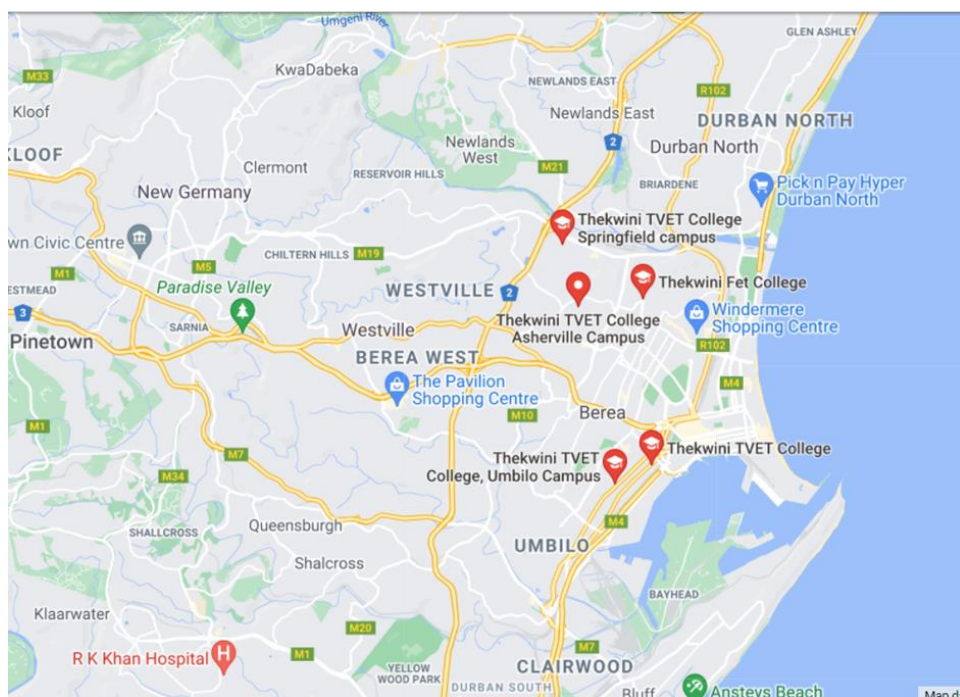 Umgeni River
GLEN ASHLEY
M33
KwaDabeka
NEWLANDS EAST
R102
Kloof
Newlands East
DURBAN NORTH
KLOOF
Newlands
West
2
Durban North
Clermont
M21
RESERVOIR HILLS
BRIARDENE
New Germany
Pick n Pay Hyper
Durban North
Thekwini TVET College
Springfield campus
wn Civic Centre
CHILTERN HILLS
M19
M1
M5
Thekwini Fet College
ESTMEAD
Paradise Valley
WESTVILLE
2
3
SARNIA
Westville
Thekwini TVET College
Asherville Campus
Windermere
Shopping Centre
Pinetown
BEREA WEST
R102
The Pavilion
Shopping Centre
M4
M10
Berea
M1
M7
Thekwini TVET
College, Umbilo Campus
Thekwini TVET College
M34
Queensburgh
M4
SHALLCROSS
UMBILO
Shalcross
BAYHEAD
Klaarwater
M20
R K Khan Hospital
M1
M7
YELLOW
WOOD PARK
CLAIRWOOD
DURBAN SOUTH
Bluff
Ansteys Beach
Map d